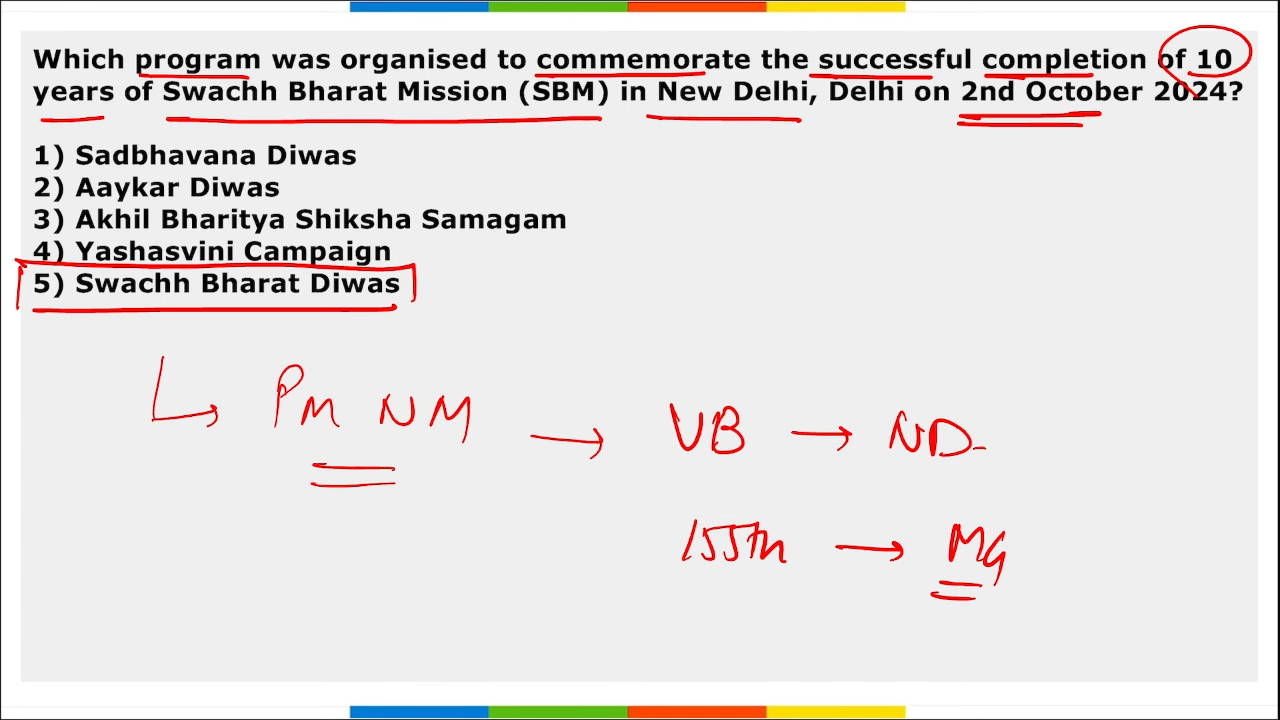 Which program was organised to commemorate the successful completion of 10
years of Swachh Bharat Mission (SBM) in New Delhi, Delhi on 2nd October 2024?
1) Sadbhavana Diwas
2) Aaykar Diwas
3) Akhil Bharitya Shiksha Samagam
4) Yashasvini Campaign
5) Swachh Bharat Diwas
PM NM → VB → ND
155th → MG